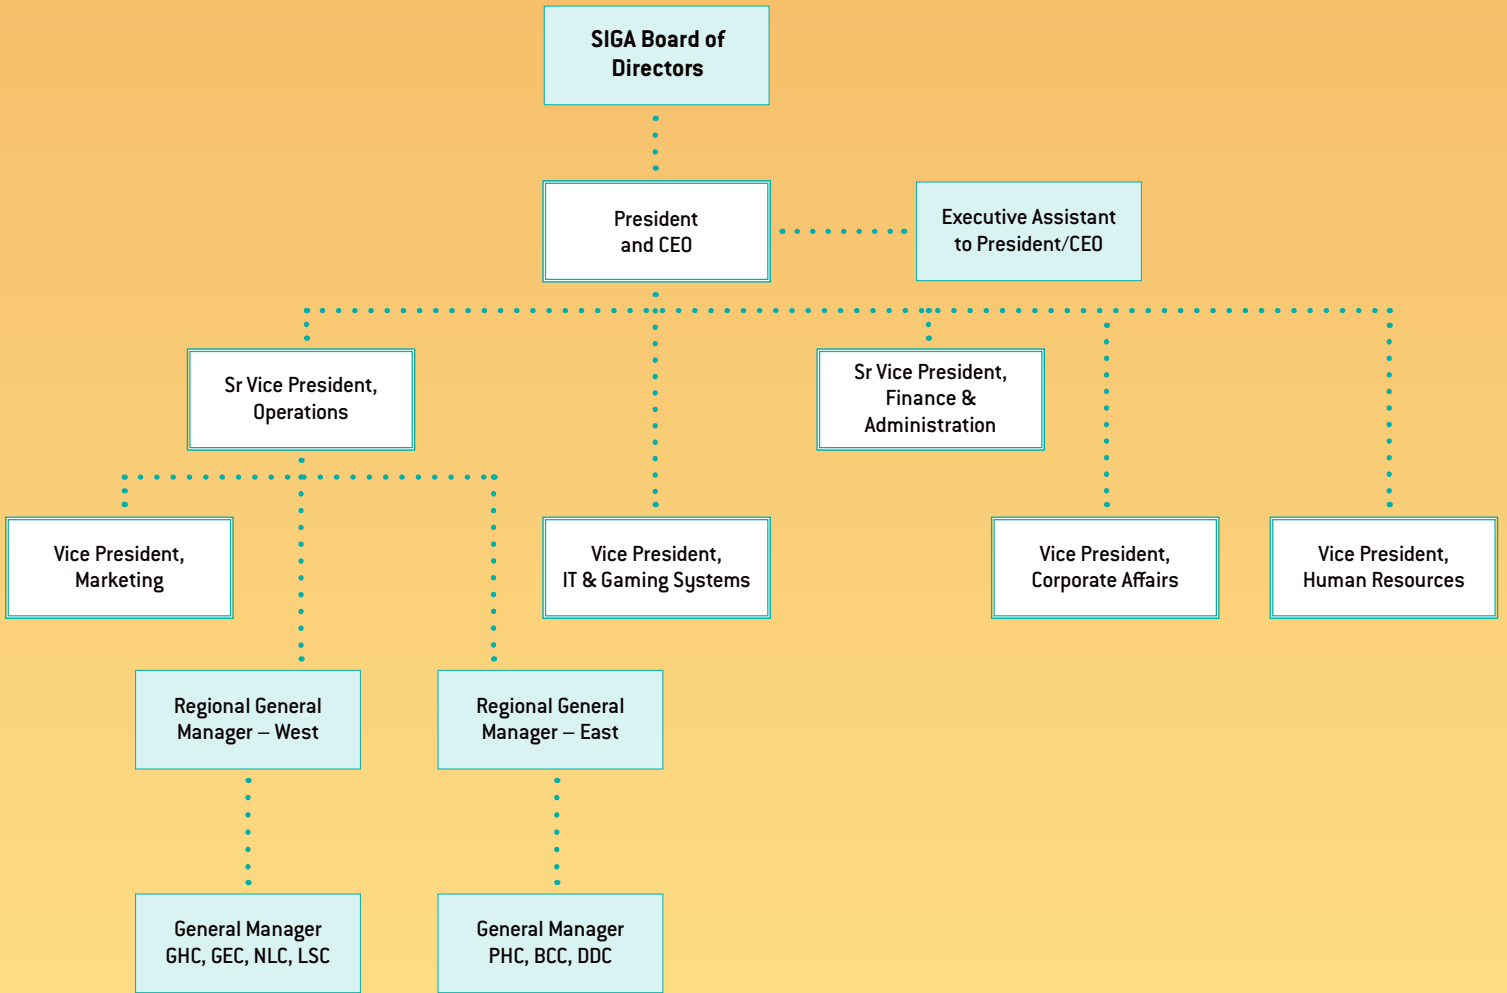 SIGA Board of
Directors
President
and CEO
Executive Assistant
to President/CEO
Sr Vice President,
Operations
Sr Vice President,
Finance &
Administration
Vice President,
Marketing
Vice President,
IT & Gaming Systems
Vice President,
Corporate Affairs
Vice President,
Human Resources
Regional General
Manager – West
Regional General
Manager – East
General Manager
GHC, GEC, NLC, LSC
General Manager
PHC, BCC, DDC